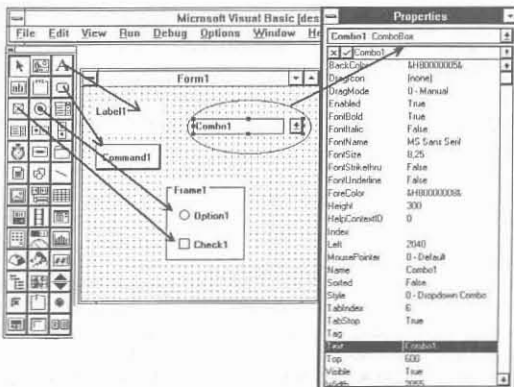 Microsoft Visual Basic [des
File Edit View Run Debug Options Window He
Form1
Label1
Combo1
Command1
Frame1
Option1
Check1
Properties
Combo1 ComboBox
Combo1
BackColor &H80000005&
DragIcon (none)
DragMode 0 - Manual
Enabled True
FontBold True
FontItalic False
FontName MS Sans Serif
FontSize 8,25
FontStrikethru False
FontUnderline False
ForeColor &H80000008&
Height 300
HelpContextID 0
Index
Left 2040
MousePointer 0 - Default
Name Combo1
Sorted False
Style 0 - Dropdown Combo
TabIndex 6
TabStop True
Tag
Text Combo1
Top 600
Visible True
Width